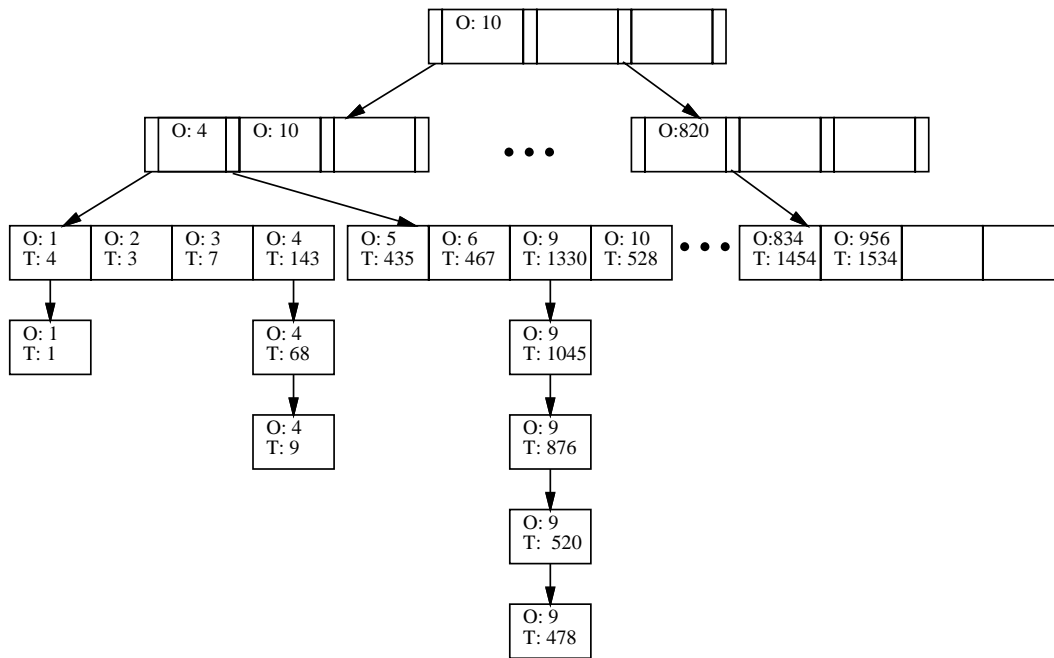 O: 10
O: 4
O: 10
O:820
O: 1
T: 4
O: 2
T: 3
O: 3
T: 7
O: 4
T: 143
O: 5
T: 435
O: 6
T: 467
O: 9
T: 1330
O: 10
T: 528
O:834
T: 1454
O: 956
T: 1534
O: 1
T: 1
O: 4
T: 68
O: 9
T: 1045
O: 4
T: 9
O: 9
T: 876
O: 9
T: 520
O: 9
T: 478